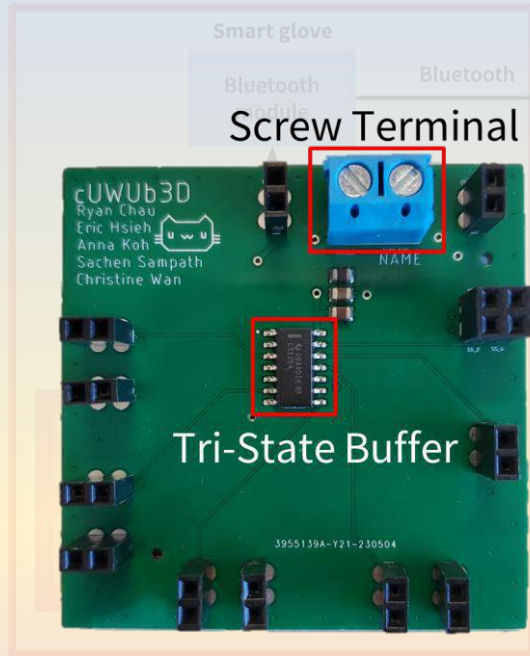 Smart glove
Bluetooth
Bluetooth
module
Screw Terminal
cUWUb3D
Ryan Chau
Eric Hsieh
Anna Koh
Sachen Sampath
Christine Wan
NAME
Tri-State Buffer
3955139A-Y21-230504